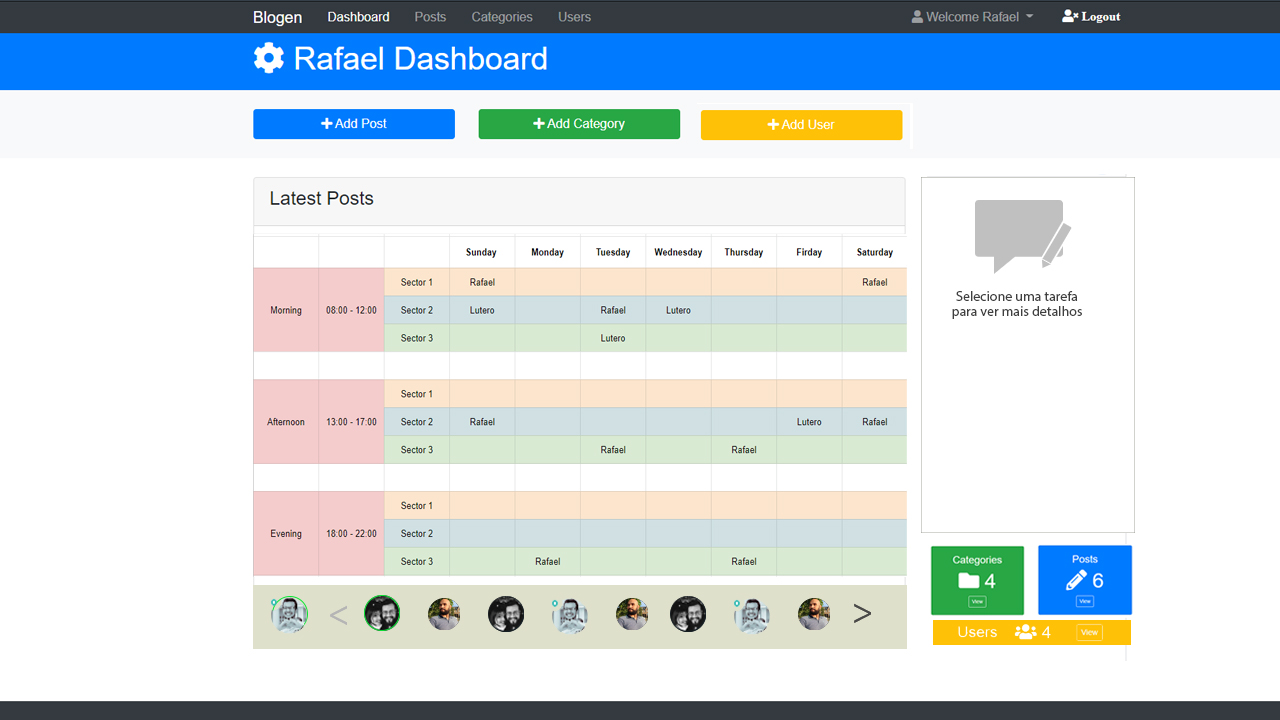 Blogen Dashboard Posts Categories Users Welcome Rafael Logout
Rafael Dashboard
Add Post Add Category Add User
Latest Posts
Sunday Monday Tuesday Wednesday Thursday Firday Saturday
Morning 08:00 - 12:00
Sector 1 Rafael Rafael
Sector 2 Lutero Rafael Lutero
Sector 3 Lutero
Afternoon 13:00 - 17:00
Sector 1
Sector 2 Rafael Lutero Rafael
Sector 3 Rafael Rafael
Evening 18:00 - 22:00
Sector 1
Sector 2
Sector 3 Rafael Rafael
< >
Selecione uma tarefa
para ver mais detalhos
Categories
4
View
Posts
6
View
Users 4 View